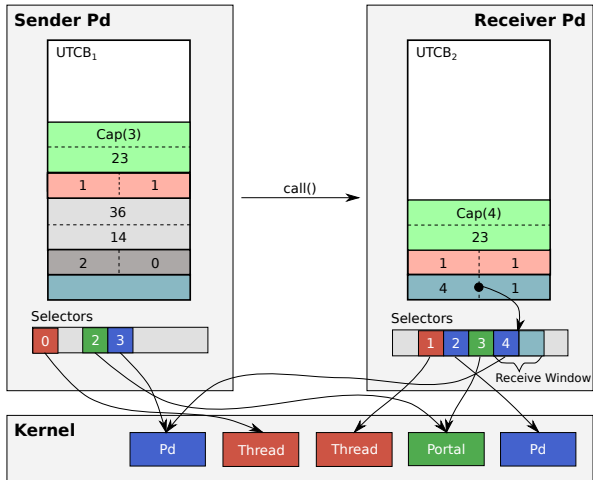 Sender Pd
UTCB1
Cap(3)
23
1 1
36
14
2 0
Selectors
0 2 3
call()
Receiver Pd
UTCB2
Cap(4)
23
1 1
4 1
Selectors
1 2 3 4
Receive Window
Kernel
Pd Thread Thread Portal Pd